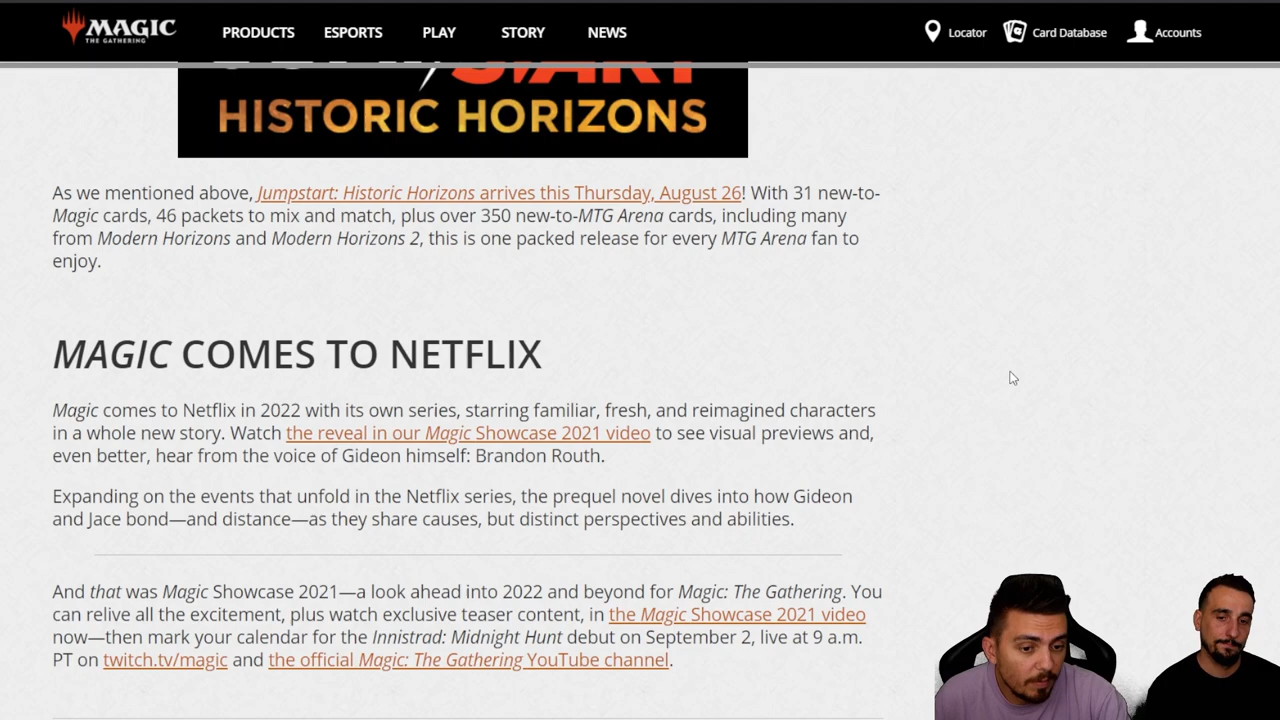 MAGIC
THE GATHERING
PRODUCTS ESPORTS PLAY STORY NEWS
Locator Card Database Accounts
HISTORIC HORIZONS
As we mentioned above, Jumpstart: Historic Horizons arrives this Thursday, August 26! With 31 new-to-
Magic cards, 46 packets to mix and match, plus over 350 new-to-MTG Arena cards, including many
from Modern Horizons and Modern Horizons 2, this is one packed release for every MTG Arena fan to
enjoy.
MAGIC COMES TO NETFLIX
Magic comes to Netflix in 2022 with its own series, starring familiar, fresh, and reimagined characters
in a whole new story. Watch the reveal in our Magic Showcase 2021 video to see visual previews and,
even better, hear from the voice of Gideon himself: Brandon Routh.
Expanding on the events that unfold in the Netflix series, the prequel novel dives into how Gideon
and Jace bond—and distance—as they share causes, but distinct perspectives and abilities.
And that was Magic Showcase 2021—a look ahead into 2022 and beyond for Magic: The Gathering. You
can relive all the excitement, plus watch exclusive teaser content, in the Magic Showcase 2021 video
now—then mark your calendar for the Innistrad: Midnight Hunt debut on September 2, live at 9 a.m.
PT on twitch.tv/magic and the official Magic: The Gathering YouTube channel.